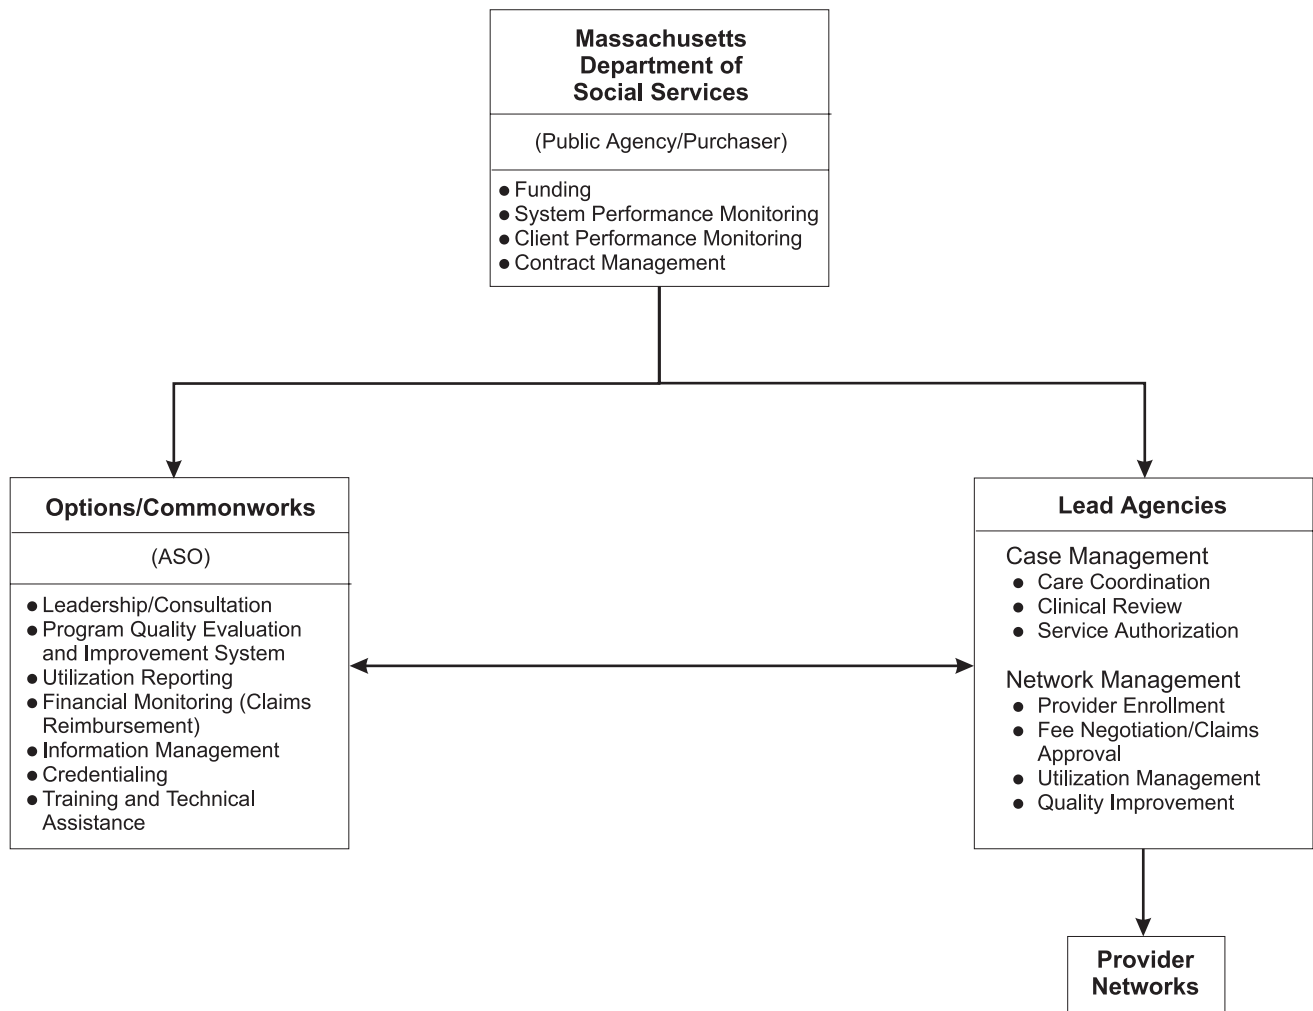 Massachusetts
Department of
Social Services
(Public Agency/Purchaser)
● Funding
● System Performance Monitoring
● Client Performance Monitoring
● Contract Management
Options/Commonworks
(ASO)
● Leadership/Consultation
● Program Quality Evaluation
and Improvement System
● Utilization Reporting
● Financial Monitoring (Claims
Reimbursement)
● Information Management
● Credentialing
● Training and Technical
Assistance
Lead Agencies
Case Management
● Care Coordination
● Clinical Review
● Service Authorization
Network Management
● Provider Enrollment
● Fee Negotiation/Claims
Approval
● Utilization Management
● Quality Improvement
Provider
Networks